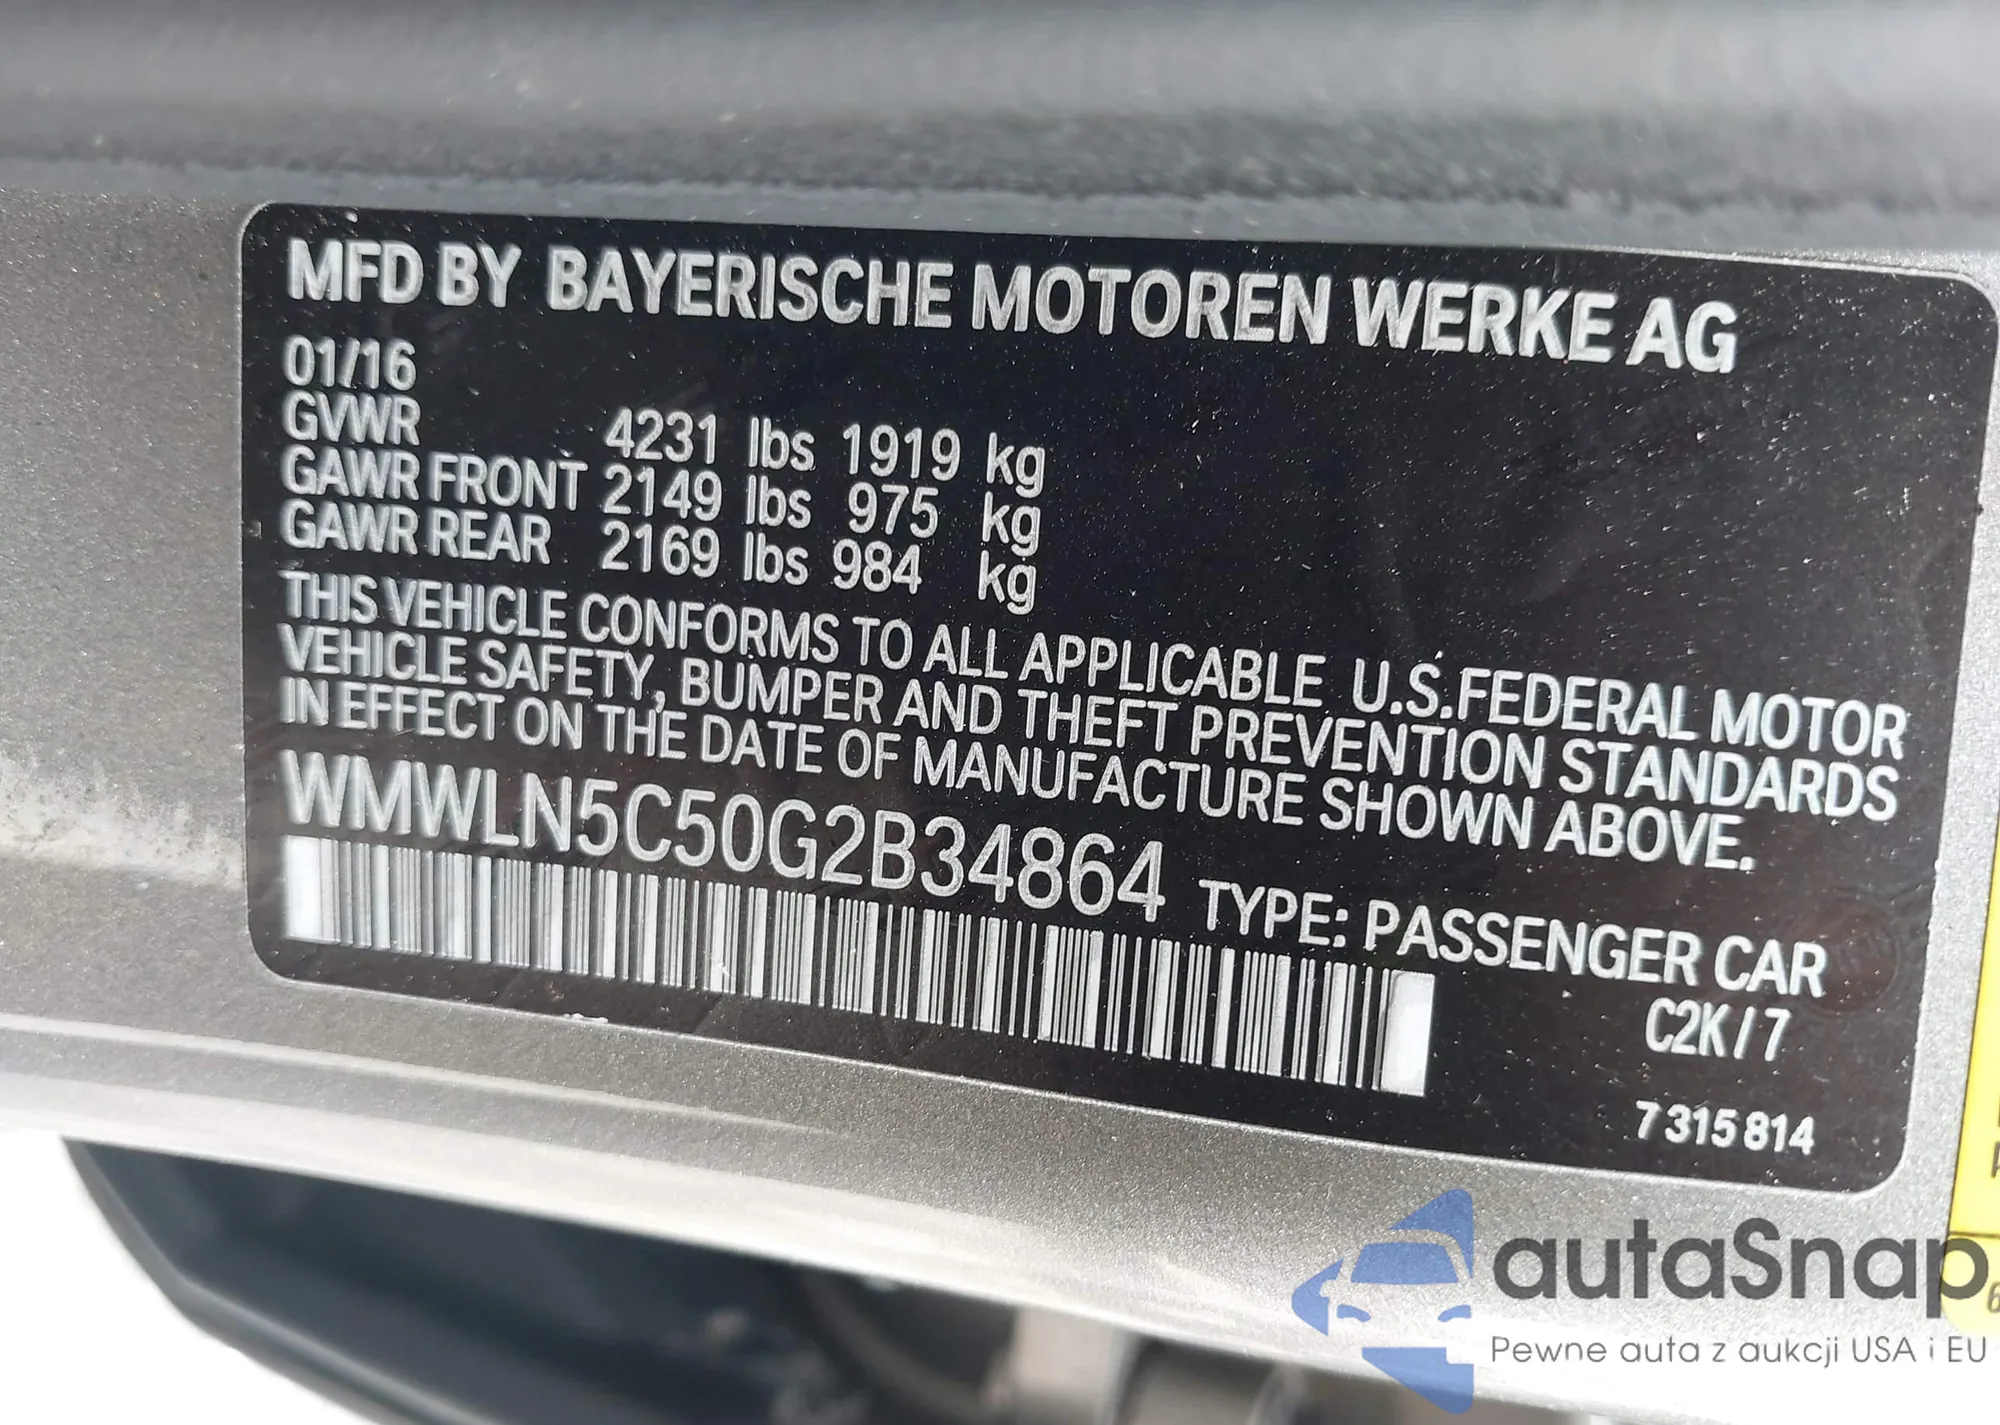 MFD BY BAYERISCHE MOTOREN WERKE AG
01/16
GVWR 4231 lbs 1919 kg
GAWR FRONT 2149 lbs 975 kg
GAWR REAR 2169 lbs 984 kg
THIS VEHICLE CONFORMS TO ALL APPLICABLE U.S.FEDERAL MOTOR
VEHICLE SAFETY, BUMPER AND THEFT PREVENTION STANDARDS
IN EFFECT ON THE DATE OF MANUFACTURE SHOWN ABOVE.
WMWLN5C50G2B34864 TYPE: PASSENGER CAR
C2K/7
7315814
autaSnap
Pewne auta z aukcji USA i EU